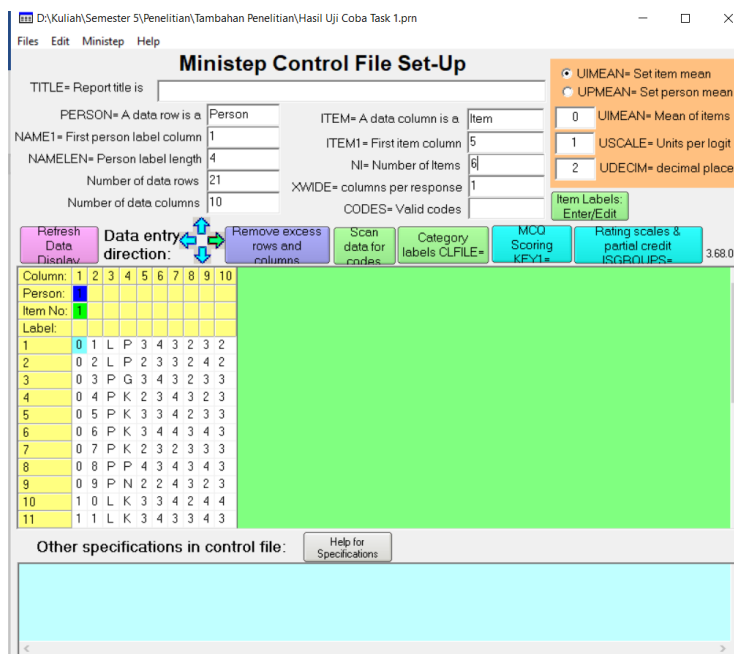 D:\Kuliah\Semester 5\Penelitian\Tambahan Penelitian\Hasil Uji Coba Task 1.prn
Files Edit Ministep Help
Ministep Control File Set-Up
TITLE= Report title is
PERSON= A data row is a Person
NAME1= First person label column 1
NAMELEN= Person label length 4
Number of data rows 21
Number of data columns 10
ITEM= A data column is a Item
ITEM1= First item column 5
NI= Number of Items 6
XWIDE= columns per response 1
CODES= Valid codes
UIMEAN= Set item mean
UPMEAN= Set person mean
0 UIMEAN= Mean of items
1 USCALE= Units per logit
2 UDECIM= decimal place
Item Labels:
Enter/Edit
Refresh
Data
Display
Data entry
direction:
Remove excess
rows and
columns
Scan
data for
codes
Category
labels CLFILE=
MCQ
Scoring
KEY1=
Rating scales &
partial credit
ISGROUPS=
3.68.0
Column: 1 2 3 4 5 6 7 8 9 10
Person: 1
Item No: 1
Label:
1 0 1 L P 3 4 3 2 3 2
2 0 2 L P 2 3 3 2 4 2
3 0 3 P G 3 4 3 2 3 3
4 0 4 P K 2 3 4 3 2 3
5 0 5 P K 3 3 4 2 3 3
6 0 6 P K 3 4 4 3 4 3
7 0 7 P K 2 3 2 3 3 3
8 0 8 P P 4 3 4 3 4 3
9 0 9 P N 2 2 4 3 2 3
10 1 0 L K 3 3 4 2 4 4
11 1 1 L K 3 4 3 3 4 3
Other specifications in control file:
Help for
Specifications